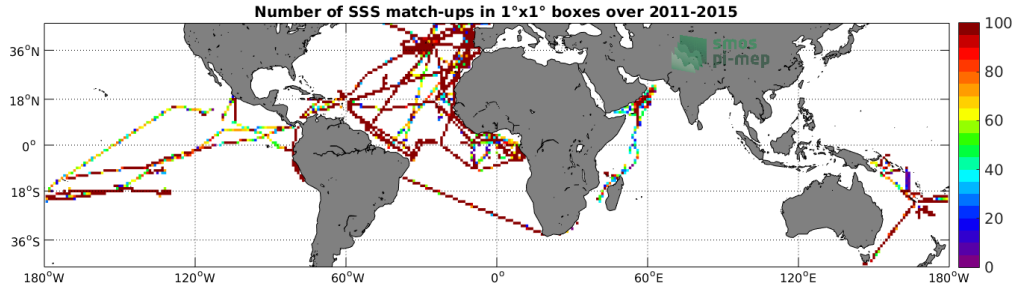 Number of SSS match-ups in 1°x1° boxes over 2011-2015
smos
pi-mep
36°N
18°N
0°
18°S
36°S
180°W
120°W
60°W
0°
60°E
120°E
180°W
100
80
60
40
20
0